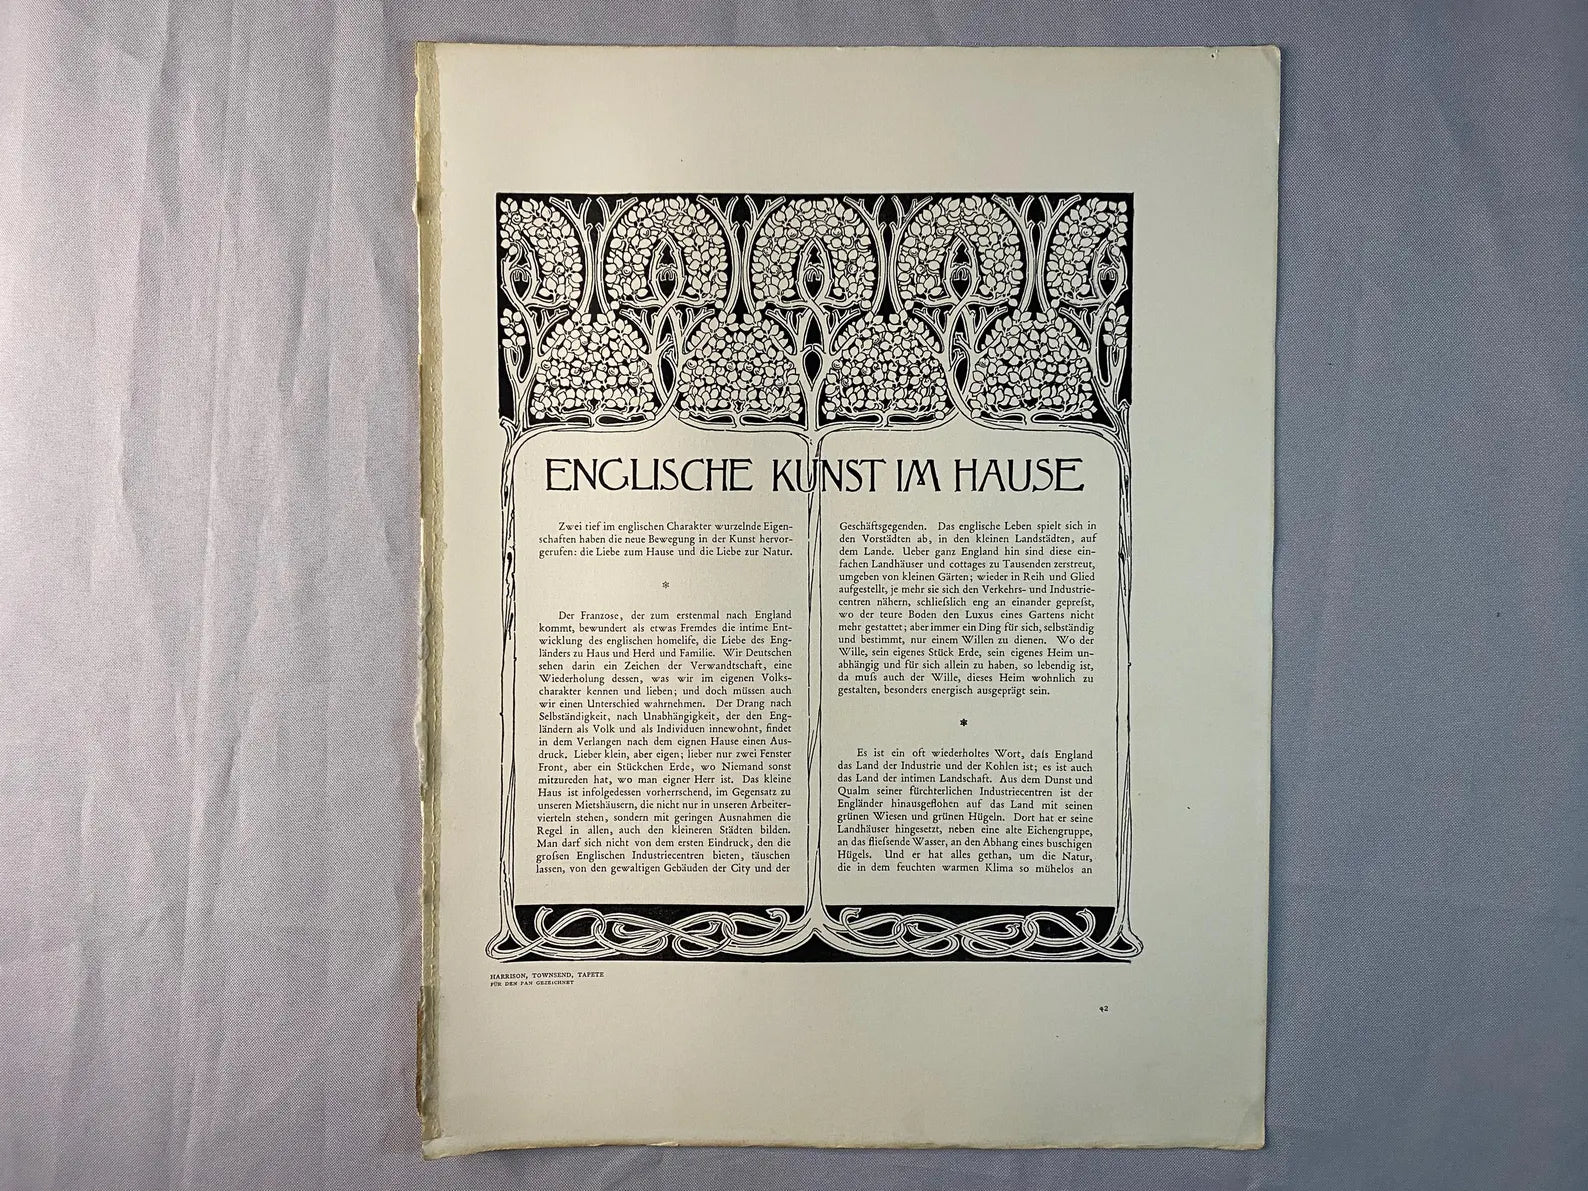 ENGLISCHE KUNST IM HAUSE
Zwei tief im englischen Charakter wurzelnde Eigen-
schaften haben die neue Bewegung in der Kunst hervor-
gerufen: die Liebe zum Hause und die Liebe zur Natur.
*
Der Franzose, der zum erstenmal nach England
kommt, bewundert als etwas Fremdes die intime Ent-
wicklung des englischen homelife, die Liebe des Eng-
länders zu Haus und Herd und Familie. Wir Deutschen
sehen darin ein Zeichen der Verwandtschaft, eine
Wiederholung dessen, was wir im eigenen Volks-
charakter kennen und lieben; und doch müssen auch
wir einen Unterschied wahrnehmen. Der Drang nach
Selbständigkeit, nach Unabhängigkeit, der den Eng-
ländern als Volk und als Individuen innewohnt, findet
in dem Verlangen nach dem eignen Hause einen Aus-
druck. Lieber klein, aber eigen; lieber nur zwei Fenster
Front, aber ein Stückchen Erde, wo Niemand sonst
mitzureden hat, wo man eigner Herr ist. Das kleine
Haus ist infolgedessen vorherrschend, im Gegensatz zu
unseren Mietshäusern, die nicht nur in unseren Arbeiter-
vierteln stehen, sondern mit geringen Ausnahmen die
Regel in allen, auch den kleineren Städten bilden.
Man darf sich nicht von dem ersten Eindruck, den die
großen Englischen Industriecentren bieten, täuschen
lassen, von den gewaltigen Gebäuden der City und der
Geschäftsgegenden. Das englische Leben spielt sich in
den Vorstädten ab, in den kleinen Landstädten, auf
dem Lande. Ueber ganz England hin sind diese ein-
fachen Landhäuser und cottages zu Tausenden zerstreut,
umgeben von kleinen Gärten; wieder in Reih und Glied
aufgestellt, je mehr sie sich den Verkehrs- und Industrie-
centren nähern, schließlich eng an einander gepreßt,
wo der teure Boden den Luxus eines Gartens nicht
mehr gestattet; aber immer ein Ding für sich, selbständig
und bestimmt, nur einem Willen zu dienen. Wo der
Wille, sein eigenes Stück Erde, sein eigenes Heim un-
abhängig und für sich allein zu haben, so lebendig ist,
da muß auch der Wille, dieses Heim wohnlich zu
gestalten, besonders energisch ausgeprägt sein.
*
Es ist ein oft wiederholtes Wort, daß England
das Land der Industrie und der Kohlen ist; es ist auch
das Land der intimen Landschaft. Aus dem Dunst und
Qualm seiner fürchterlichen Industriecentren ist der
Engländer hinausgeflohen auf das Land mit seinen
grünen Wiesen und grünen Hügeln. Dort hat er seine
Landhäuser hingesetzt, neben eine alte Eichengruppe,
an das fließende Wasser, an den Abhang eines buschigen
Hügels. Und er hat alles gethan, um die Natur,
die in dem feuchten warmen Klima so mühelos an
HARRISON, TOWNSEND, TAPETE
FÜR DEN PAN GEZEICHNET
42